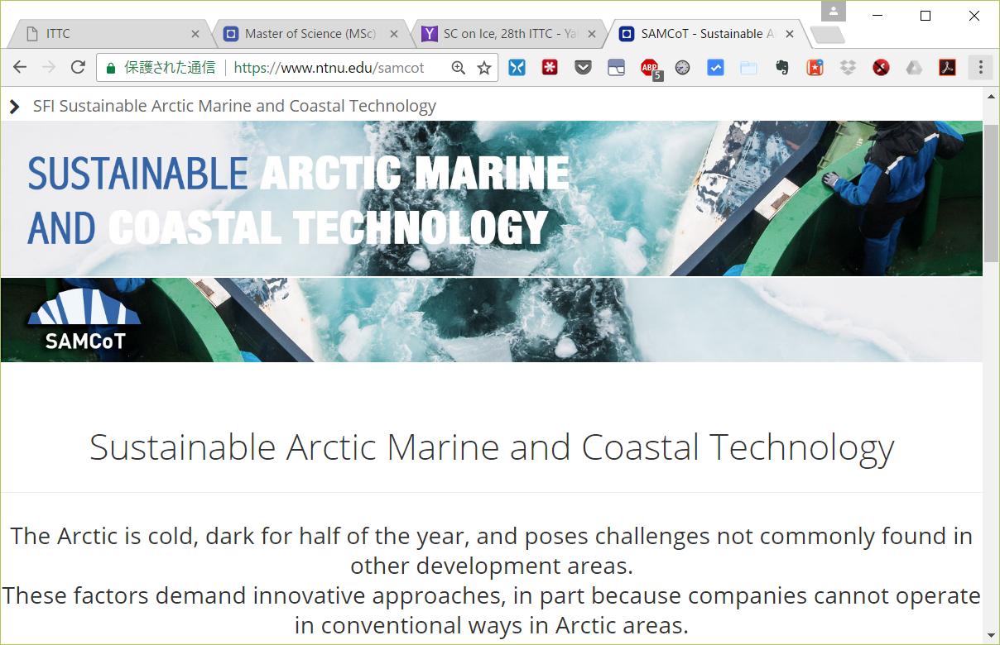 ITTC
Master of Science (MSc)
SC on Ice, 28th ITTC - Ya
SAMCoT - Sustainable A
保護された通信
https://www.ntnu.edu/samcot
ABP
5
SFI Sustainable Arctic Marine and Coastal Technology
SUSTAINABLE ARCTIC MARINE
AND COASTAL TECHNOLOGY
SAMCoT
Sustainable Arctic Marine and Coastal Technology
The Arctic is cold, dark for half of the year, and poses challenges not commonly found in
other development areas.
These factors demand innovative approaches, in part because companies cannot operate
in conventional ways in Arctic areas.